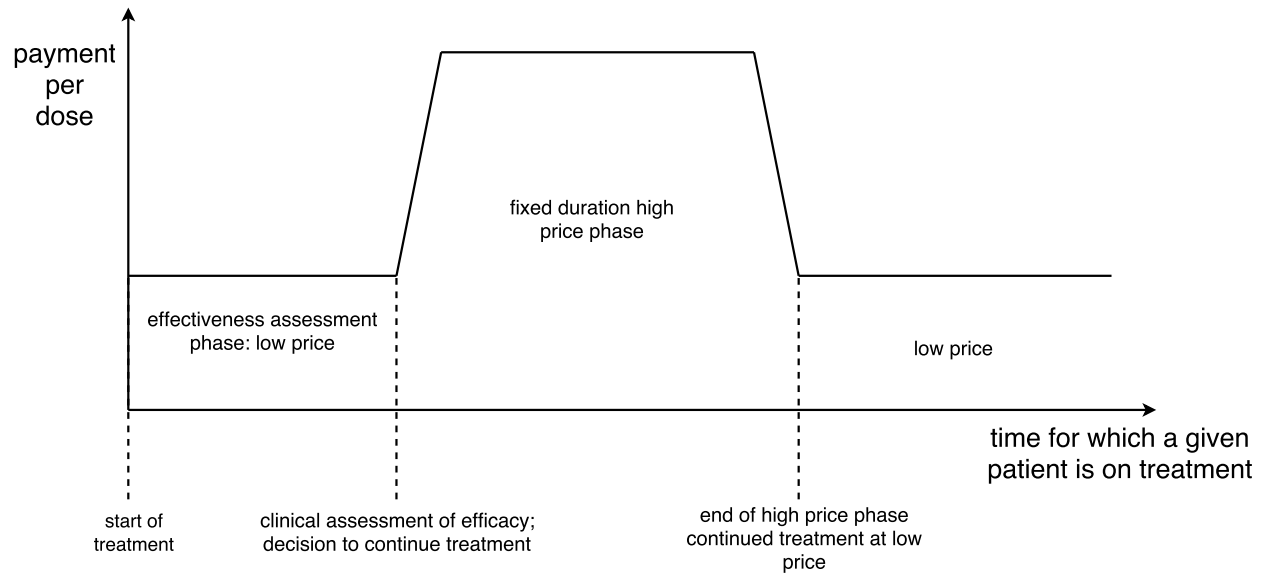 payment
per
dose
fixed duration high
price phase
effectiveness assessment
phase: low price
low price
time for which a given
patient is on treatment
start of
treatment
clinical assessment of efficacy;
decision to continue treatment
end of high price phase
continued treatment at low
price